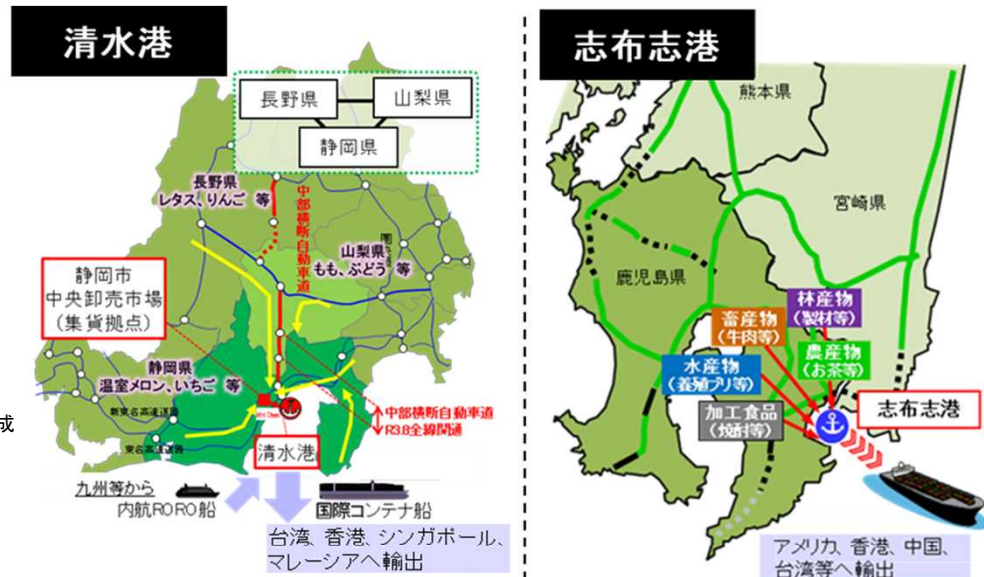 清水港
長野県
山梨県
静岡県
長野県
レタス、りんご 等
中部横断自動車道
山梨県
もも、ぶどう 等
静岡市
中央卸売市場
(集貨拠点)
静岡県
温室メロン、いちご 等
新東名高速道路
東名高速道路
中部横断自動車道
R3.8全線開通
清水港
成
九州等から
内航RORO船
国際コンテナ船
台湾、香港、シンガポール、
マレーシアへ輸出
志布志港
熊本県
宮崎県
鹿児島県
林産物
(製材等)
畜産物
(牛肉等)
農産物
(お茶等)
水産物
(養殖ブリ等)
加工食品
(焼酎等)
志布志港
アメリカ、香港、中国、
台湾等へ輸出